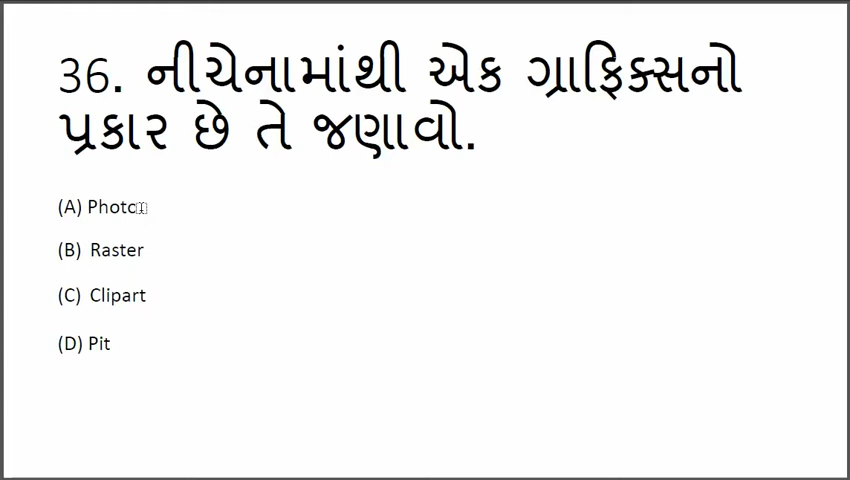 36. નીચેનામાંથી એક ગ્રાફિક્સનો
પ્રકાર છે તે જણાવો.
(A) Photo
(B) Raster
(C) Clipart
(D) Pit